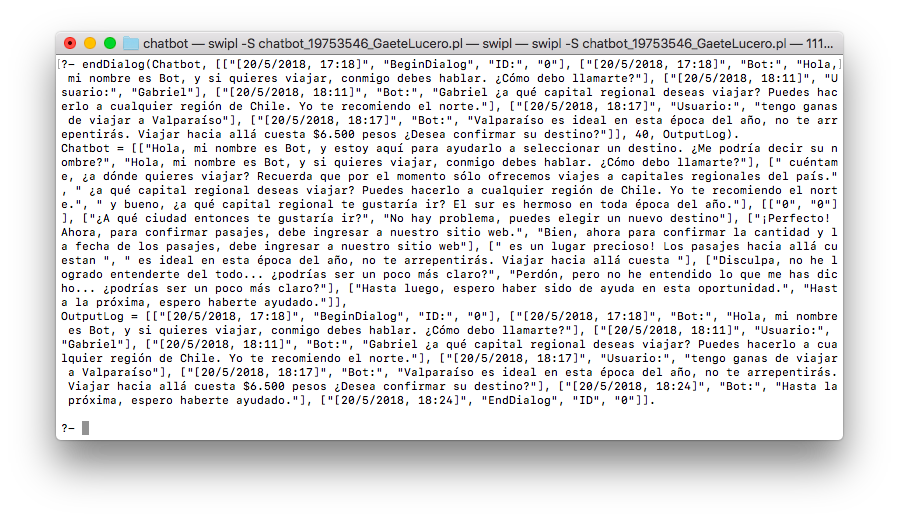 chatbot — swipl -S chatbot_19753546_GaeteLucero.pl — swipl — swipl -S chatbot_19753546_GaeteLucero.pl — 111...
?- endDialog(Chatbot, [["[20/5/2018, 17:18]", "BeginDialog", "ID:", "0"], ["[20/5/2018, 17:18]", "Bot:", "Hola,
 mi nombre es Bot, y si quieres viajar, conmigo debes hablar. ¿Cómo debo llamarte?"], ["[20/5/2018, 18:11]", "U
suario:", "Gabriel"], ["[20/5/2018, 18:11]", "Bot:", "Gabriel ¿a qué capital regional deseas viajar? Puedes hac
erlo a cualquier región de Chile. Yo te recomiendo el norte."], ["[20/5/2018, 18:17]", "Usuario:", "tengo ganas
 de viajar a Valparaíso"], ["[20/5/2018, 18:17]", "Bot:", "Valparaíso es ideal en esta época del año, no te arr
epentirás. Viajar hacia allá cuesta $6.500 pesos ¿Desea confirmar su destino?"]], 40, OutputLog).
Chatbot = [["Hola, mi nombre es Bot, y estoy aquí para ayudarlo a seleccionar un destino. ¿Me podría decir su n
ombre?", "Hola, mi nombre es Bot, y si quieres viajar, conmigo debes hablar. ¿Cómo debo llamarte?"], [" cuéntam
e, ¿a dónde quieres viajar? Recuerda que por el momento sólo ofrecemos viajes a capitales regionales del país."
, " ¿a qué capital regional deseas viajar? Puedes hacerlo a cualquier región de Chile. Yo te recomiendo el nort
e.", " y bueno, ¿a qué capital regional te gustaría ir? El sur es hermoso en toda época del año."], [["0", "0"]
], ["¿A qué ciudad entonces te gustaría ir?", "No hay problema, puedes elegir un nuevo destino"], ["¡Perfecto!
Ahora, para confirmar pasajes, debe ingresar a nuestro sitio web.", "Bien, ahora para confirmar la cantidad y l
a fecha de los pasajes, debe ingresar a nuestro sitio web"], [" es un lugar precioso! Los pasajes hacia allá cu
estan ", " es ideal en esta época del año, no te arrepentirás. Viajar hacia allá cuesta "], ["Disculpa, no he l
ogrado entenderte del todo... ¿podrías ser un poco más claro?", "Perdón, pero no he entendido lo que me has dic
ho... ¿podrías ser un poco más claro?"], ["Hasta luego, espero haber sido de ayuda en esta oportunidad.", "Hast
a la próxima, espero haberte ayudado."]],
OutputLog = [["[20/5/2018, 17:18]", "BeginDialog", "ID:", "0"], ["[20/5/2018, 17:18]", "Bot:", "Hola, mi nombre
 es Bot, y si quieres viajar, conmigo debes hablar. ¿Cómo debo llamarte?"], ["[20/5/2018, 18:11]", "Usuario:",
"Gabriel"], ["[20/5/2018, 18:11]", "Bot:", "Gabriel ¿a qué capital regional deseas viajar? Puedes hacerlo a cua
lquier región de Chile. Yo te recomiendo el norte."], ["[20/5/2018, 18:17]", "Usuario:", "tengo ganas de viajar
 a Valparaíso"], ["[20/5/2018, 18:17]", "Bot:", "Valparaíso es ideal en esta época del año, no te arrepentirás.
 Viajar hacia allá cuesta $6.500 pesos ¿Desea confirmar su destino?"], ["[20/5/2018, 18:24]", "Bot:", "Hasta la
 próxima, espero haberte ayudado."], ["[20/5/2018, 18:24]", "EndDialog", "ID", "0"]].
?-